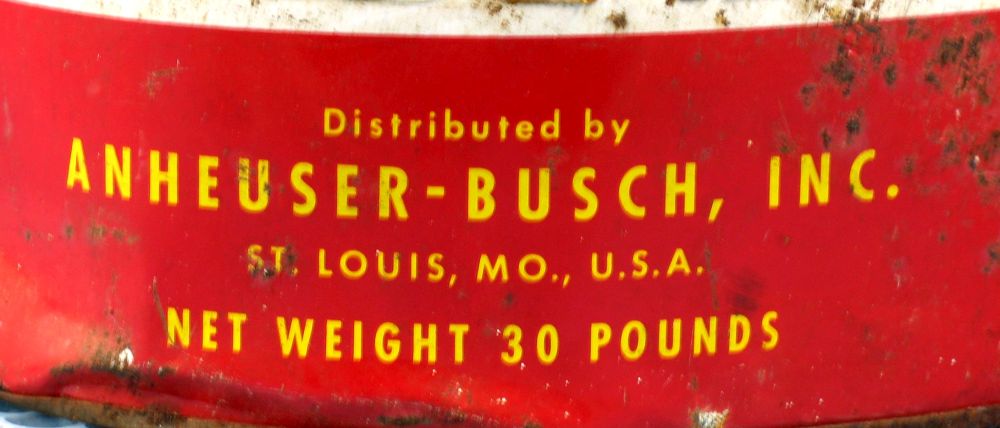 Distributed by
ANHEUSER-BUSCH, INC.
ST. LOUIS, MO., U.S.A.
NET WEIGHT 30 POUNDS